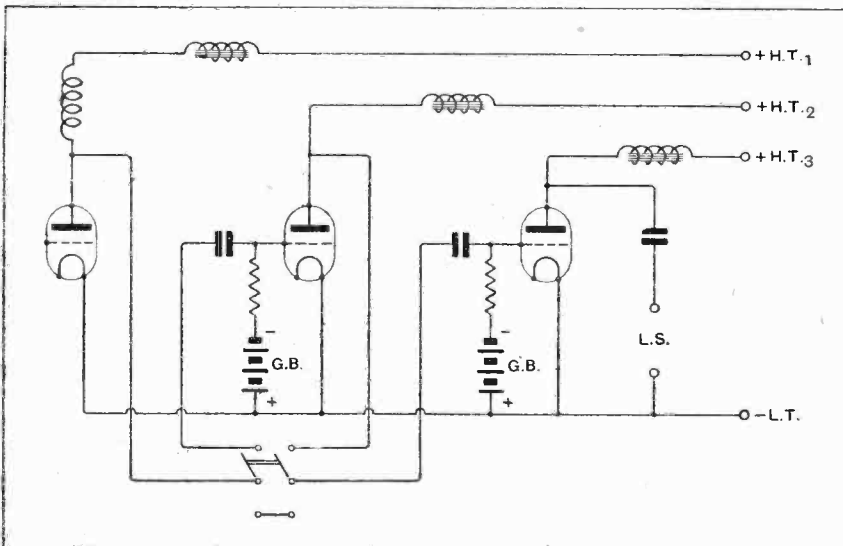 + H.T.1
+ H.T.2
+ H.T.3
- G.B. +
- G.B. +
L.S.
- L.T.